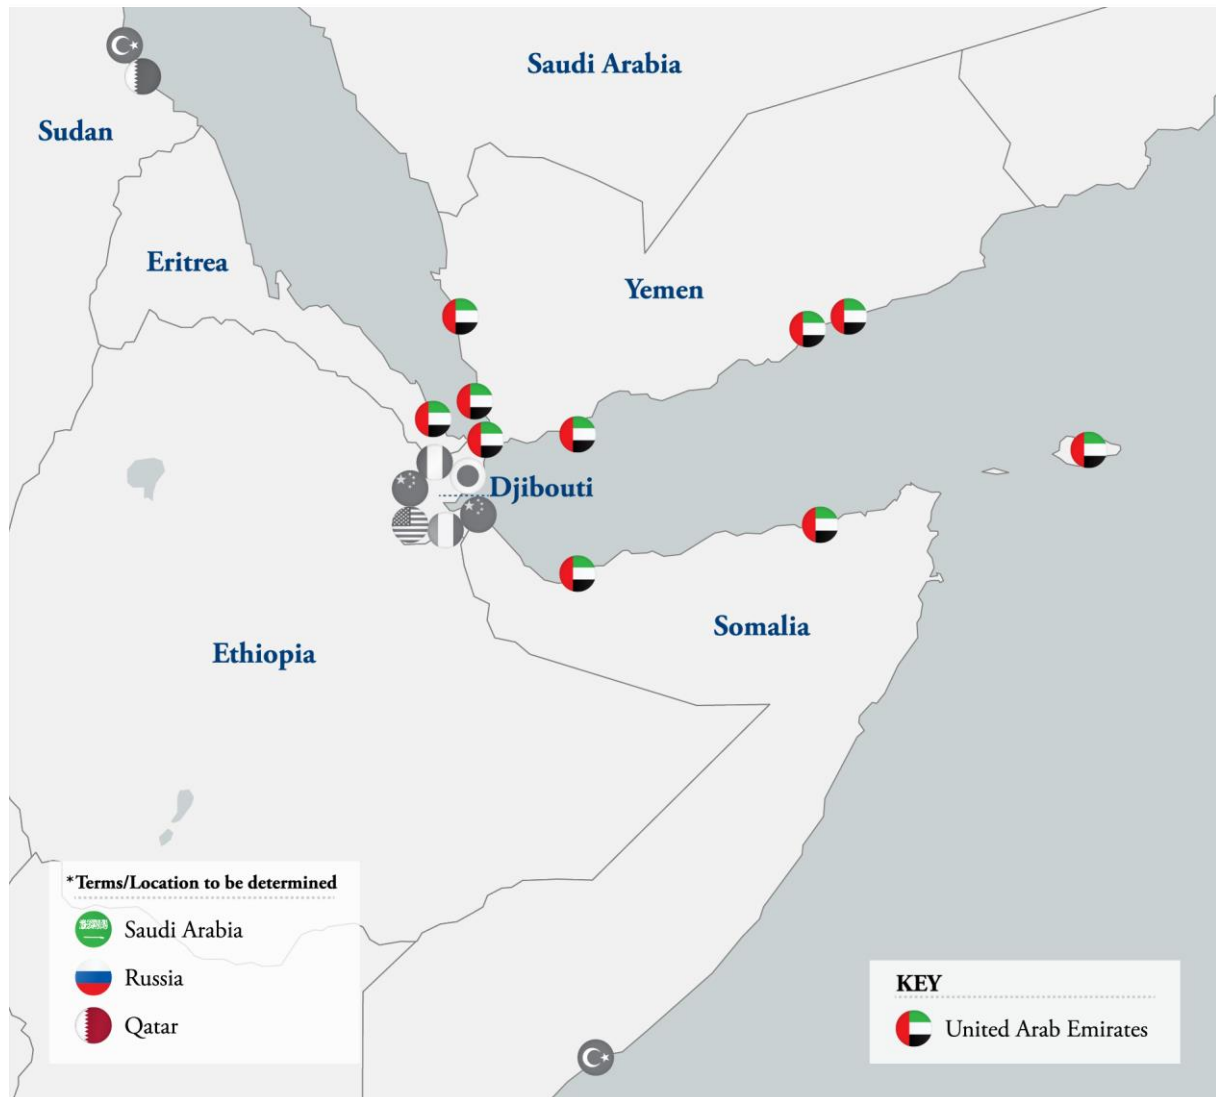 Saudi Arabia
Sudan
Eritrea
Yemen
Djibouti
Somalia
Ethiopia
*Terms/Location to be determined
Saudi Arabia
Russia
Qatar
KEY
United Arab Emirates